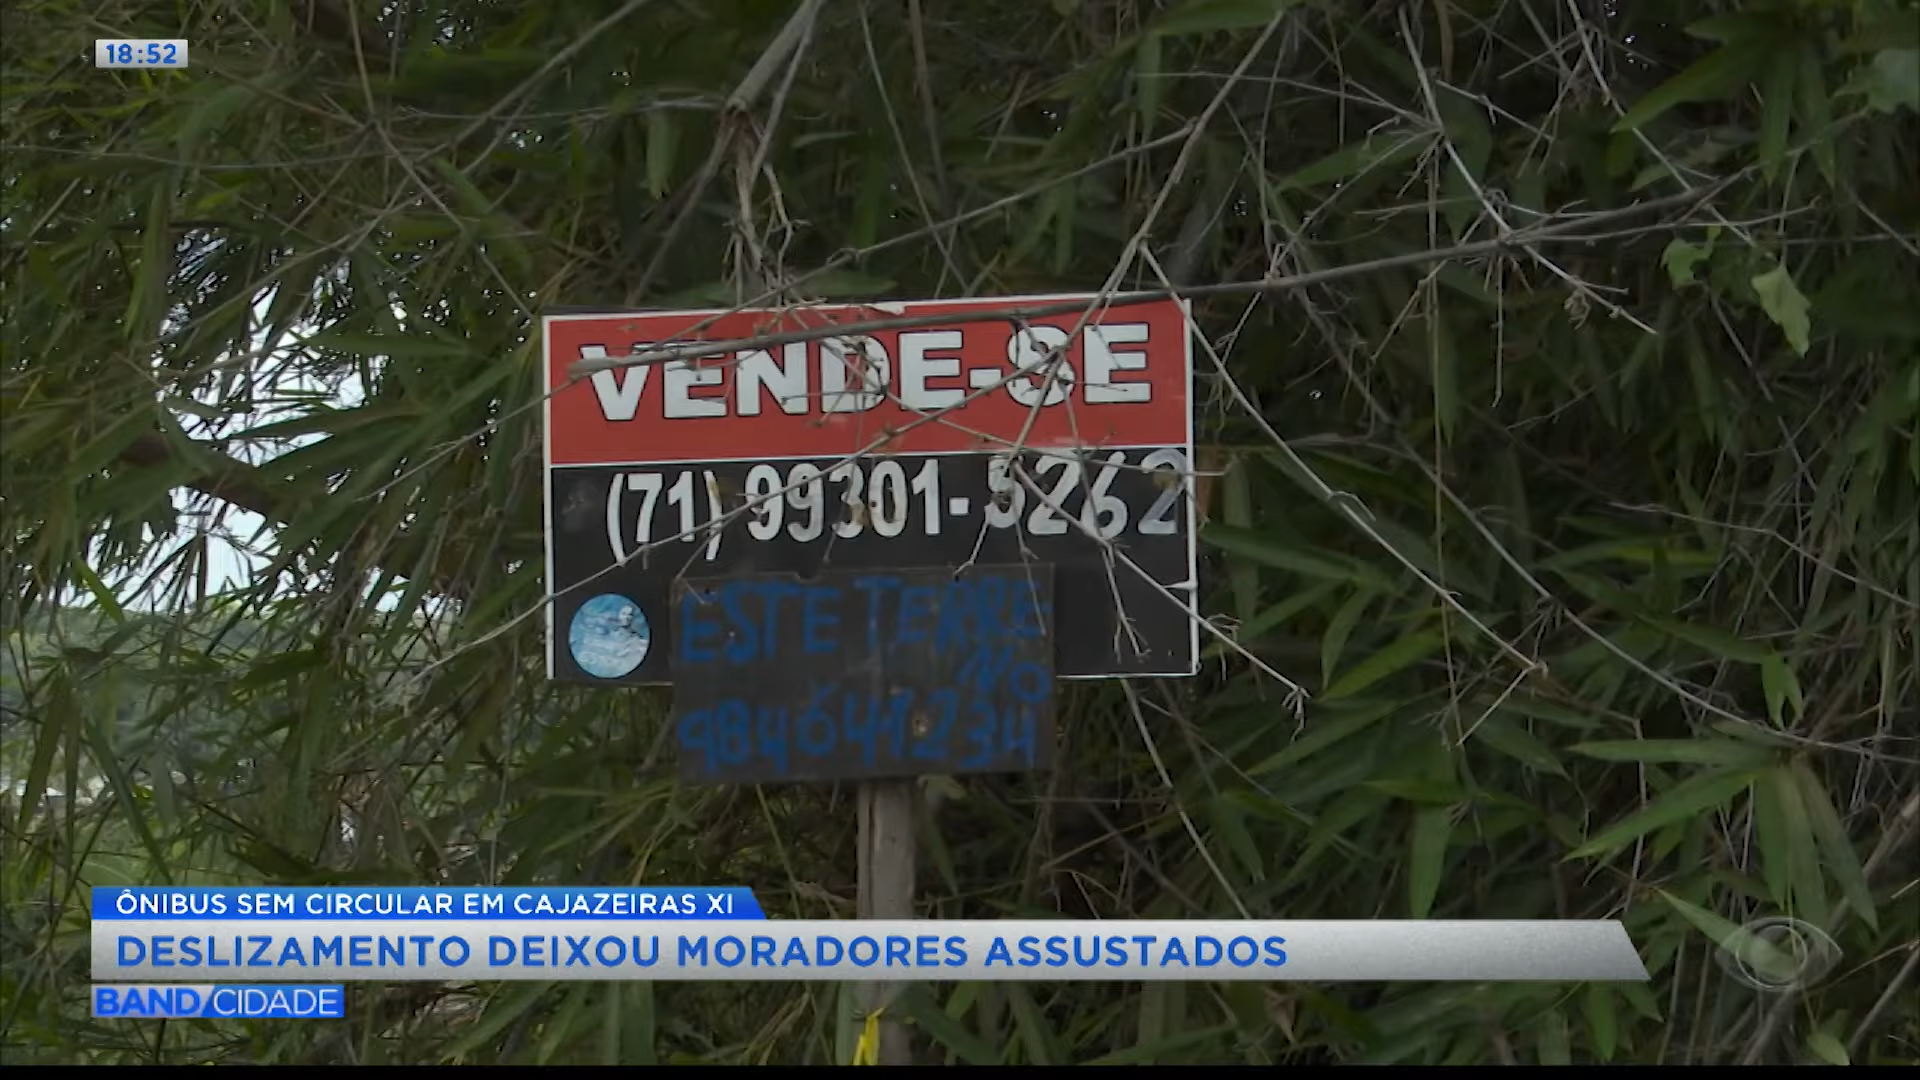 18:52
VENDE-SE
(71) 99301-5262
ESTE TERRE-
NO
984641234
ÔNIBUS SEM CIRCULAR EM CAJAZEIRAS XI
DESLIZAMENTO DEIXOU MORADORES ASSUSTADOS
BAND/CIDADE